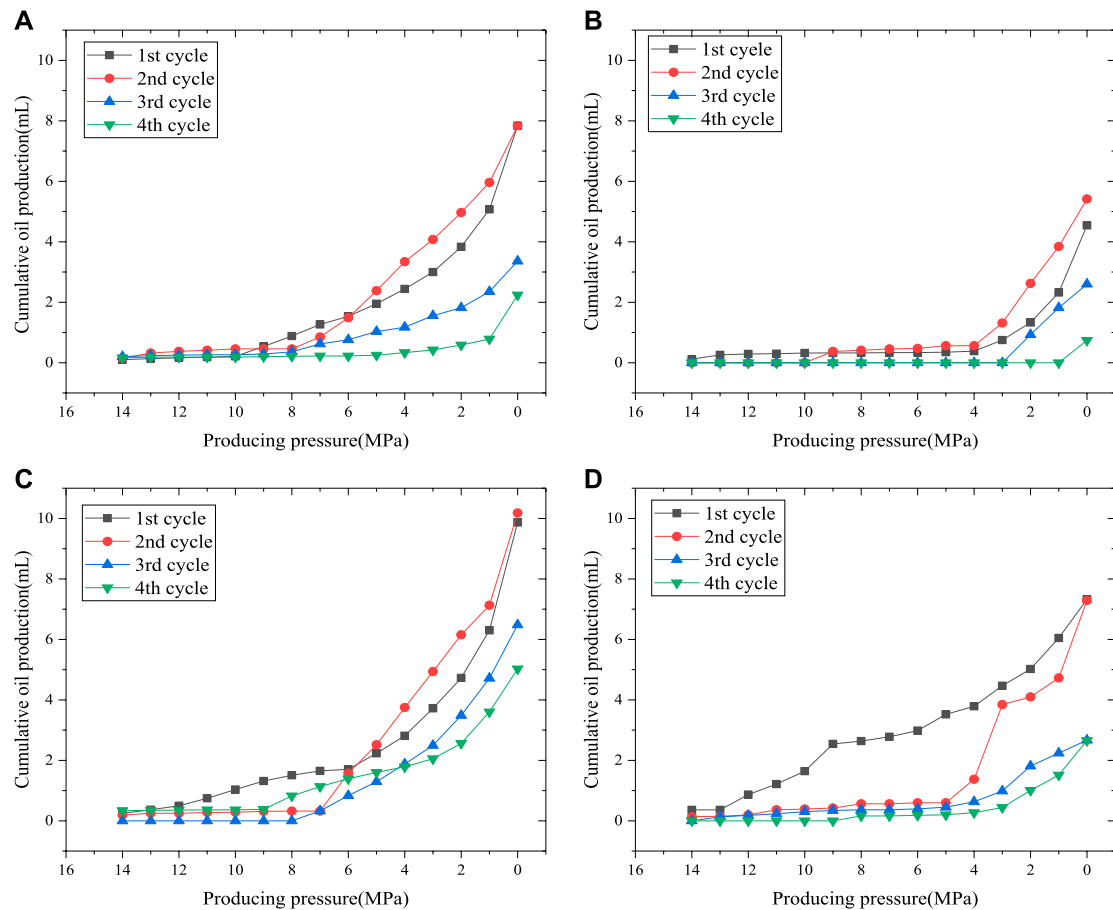 A
1st cycle
2nd cycle
3rd cycle
4th cycle
Cumulative oil production(mL)
10
8
6
4
2
0
16 14 12 10 8 6 4 2 0
Producing pressure(MPa)
B
1st cycle
2nd cycle
3rd cycle
4th cycle
Cumulative oil production(mL)
10
8
6
4
2
0
16 14 12 10 8 6 4 2 0
Producing pressure(MPa)
C
1st cycle
2nd cycle
3rd cycle
4th cycle
Cumulative oil production(mL)
10
8
6
4
2
0
16 14 12 10 8 6 4 2 0
Producing pressure(MPa)
D
1st cycle
2nd cycle
3rd cycle
4th cycle
Cumulative oil production(mL)
10
8
6
4
2
0
16 14 12 10 8 6 4 2 0
Producing pressure(MPa)